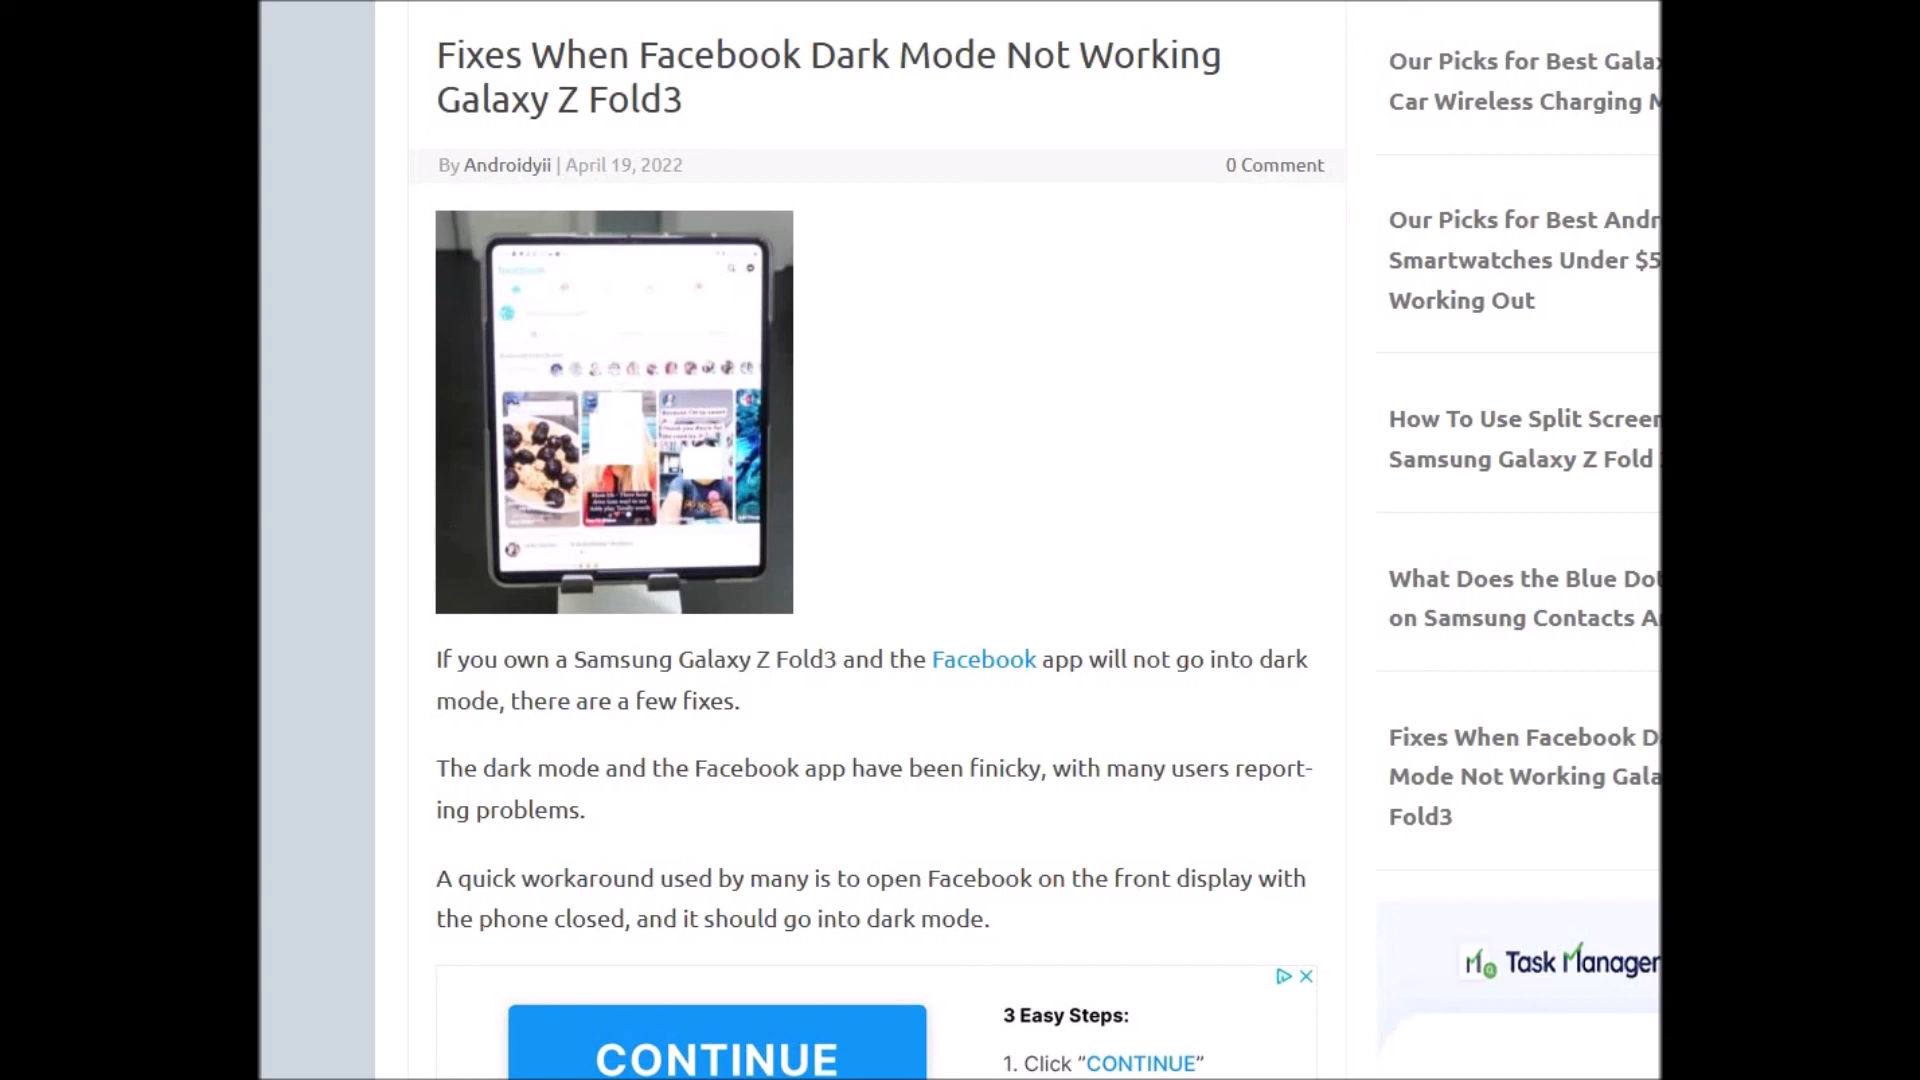 Fixes When Facebook Dark Mode Not Working
Galaxy Z Fold3
By Androidyii | April 19, 2022
0 Comment
If you own a Samsung Galaxy Z Fold3 and the Facebook app will not go into dark
mode, there are a few fixes.
The dark mode and the Facebook app have been finicky, with many users report-
ing problems.
A quick workaround used by many is to open Facebook on the front display with
the phone closed, and it should go into dark mode.
CONTINUE
3 Easy Steps:
1. Click "CONTINUE"
Our Picks for Best
Car Wireless Charging
Our Picks for Best
Smartwatches Under $5
Working Out
How To Use Split Screen
Samsung Galaxy Z Fold
What Does the Blue Dot
on Samsung Contacts
Fixes When Facebook
Mode Not Working
Fold3
Task Manager